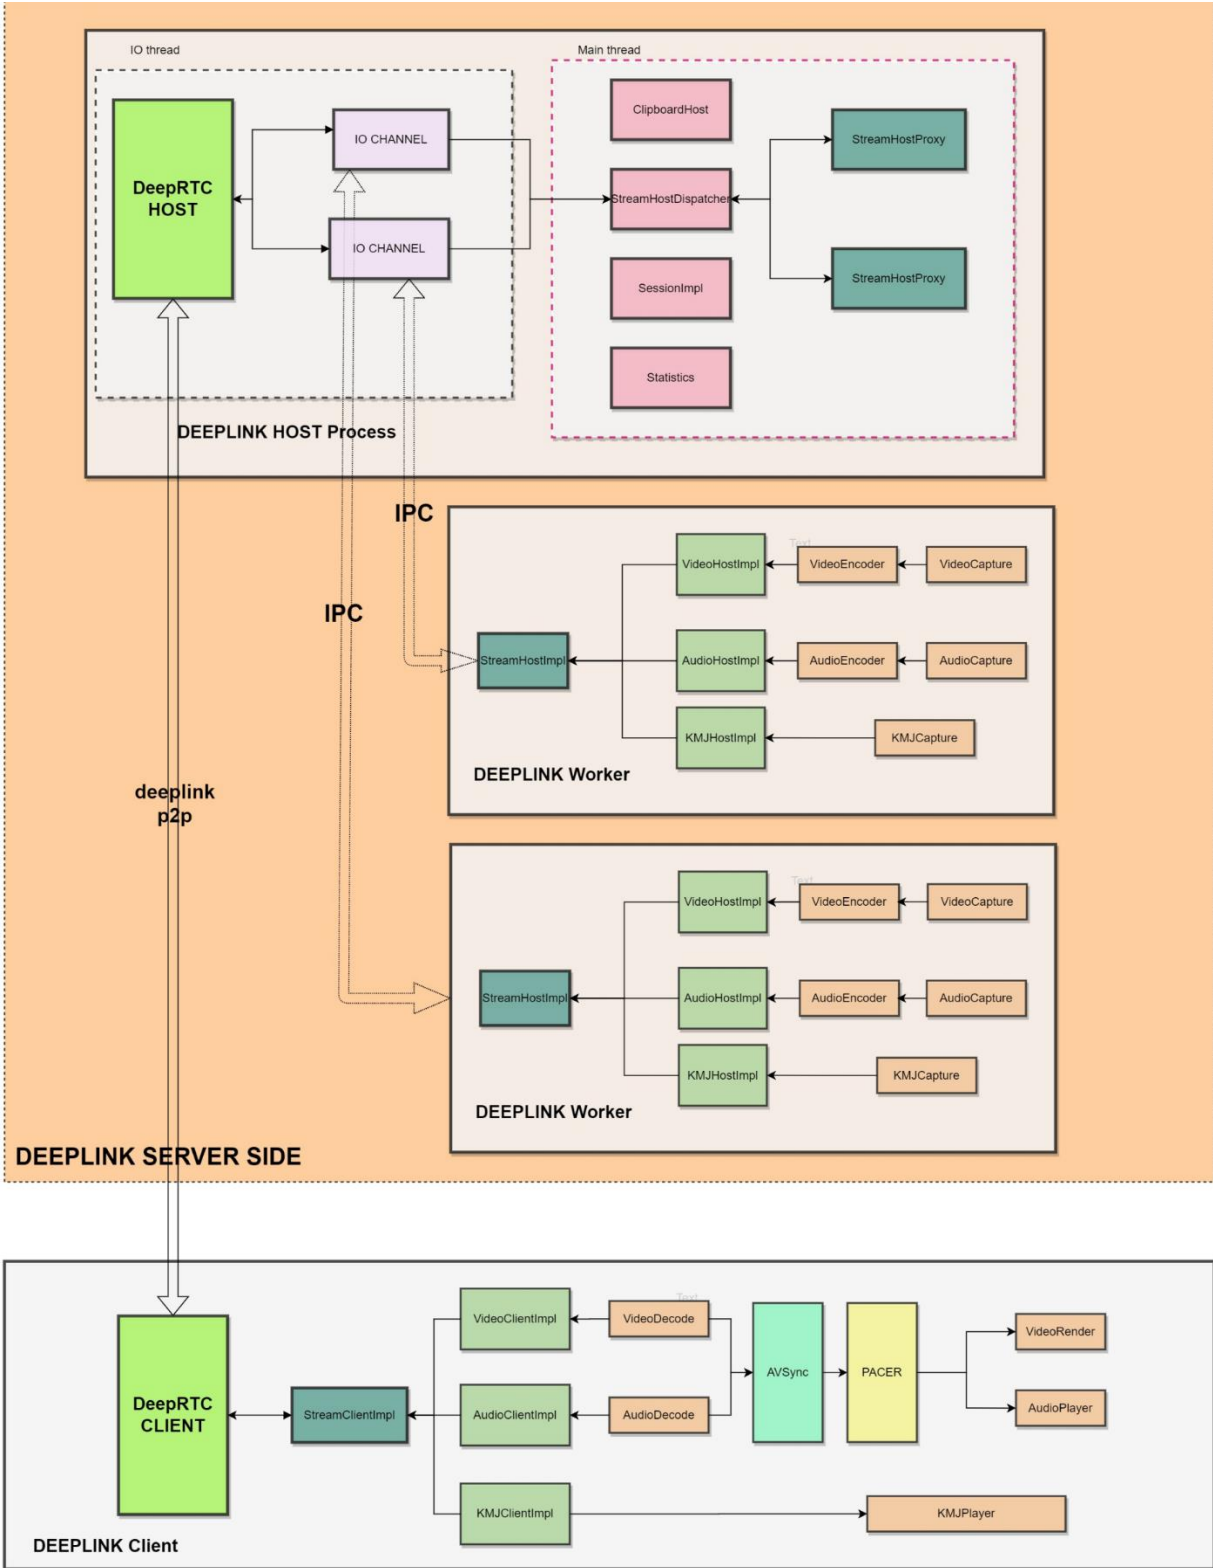 IO thread
Main thread
DeepRTC
HOST
IO CHANNEL
IO CHANNEL
ClipboardHost
StreamHostDispatcher
SessionImpl
Statistics
StreamHostProxy
StreamHostProxy
DEEPLINK HOST Process
IPC
IPC
Text
VideoHostImpl
VideoEncoder
VideoCapture
StreamHostImpl
AudioHostImpl
AudioEncoder
AudioCapture
KMJHostImpl
KMJCapture
DEEPLINK Worker
deeplink
p2p
Text
VideoHostImpl
VideoEncoder
VideoCapture
StreamHostImpl
AudioHostImpl
AudioEncoder
AudioCapture
KMJHostImpl
KMJCapture
DEEPLINK Worker
DEEPLINK SERVER SIDE
Text
VideoClientImpl
VideoDecode
VideoRender
AVSync
PACER
DeepRTC
CLIENT
StreamClientImpl
AudioClientImpl
AudioDecode
AudioPlayer
KMJClientImpl
KMJPlayer
DEEPLINK Client